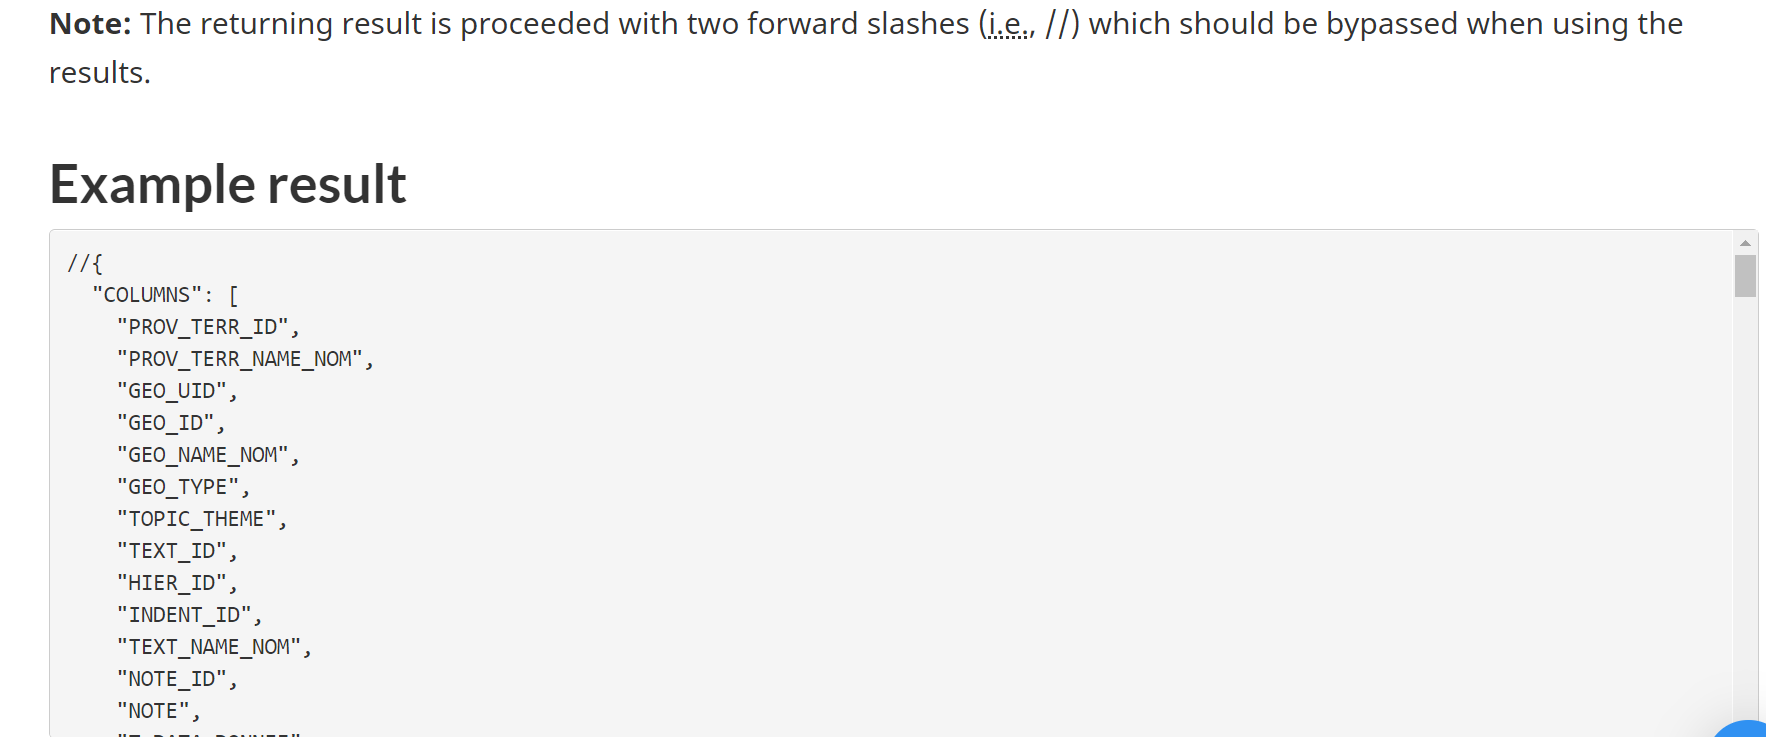 Note: The returning result is proceeded with two forward slashes (i.e., //) which should be bypassed when using the
results.
Example result
//{
"COLUMNS": [
"PROV_TERR_ID",
"PROV_TERR_NAME_NOM",
"GEO_UID",
"GEO_ID",
"GEO_NAME_NOM",
"GEO_TYPE",
"TOPIC_THEME",
"TEXT_ID",
"HIER_ID",
"INDENT_ID",
"TEXT_NAME_NOM",
"NOTE_ID",
"NOTE",